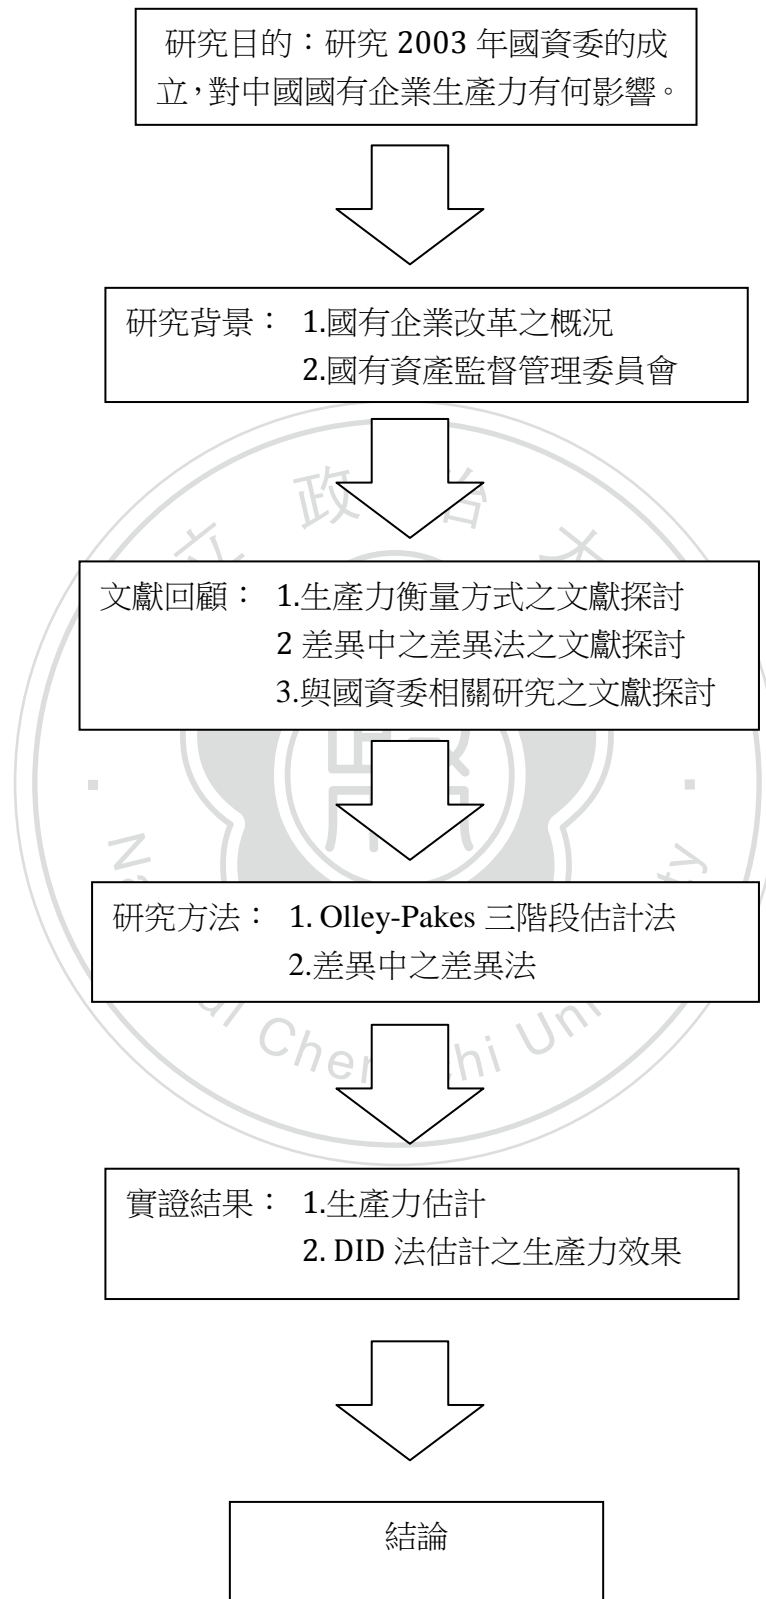 研究目的：研究 2003 年國資委的成
立，對中國國有企業生產力有何影響。
研究背景： 1.國有企業改革之概況
2.國有資產監督管理委員會
政 治
立 大
文獻回顧： 1.生產力衡量方式之文獻探討
2 差異中之差異法之文獻探討
3.與國資委相關研究之文獻探討
研究方法： 1. Olley-Pakes 三階段估計法
2.差異中之差異法
實證結果： 1.生產力估計
2. DID 法估計之生產力效果
結論